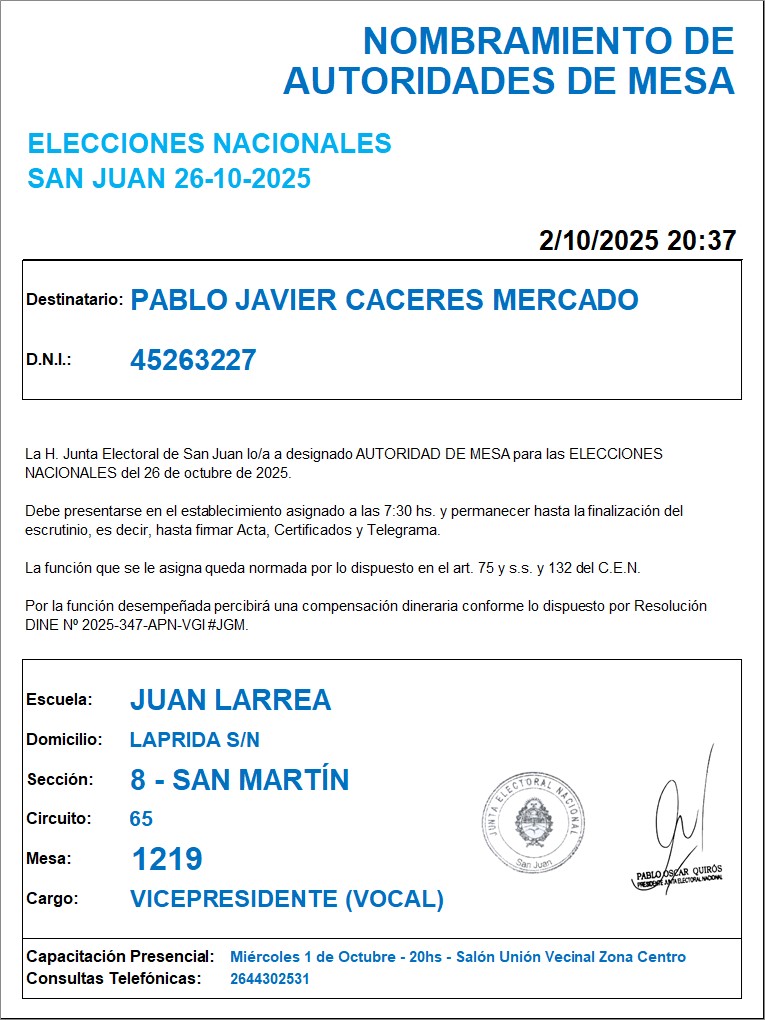 NOMBRAMIENTO DE
AUTORIDADES DE MESA
ELECCIONES NACIONALES
SAN JUAN 26-10-2025
2/10/2025 20:37
Destinatario: PABLO JAVIER CACERES MERCADO
D.N.I.: 45263227
La H. Junta Electoral de San Juan lo/a a designado AUTORIDAD DE MESA para las ELECCIONES
NACIONALES del 26 de octubre de 2025.
Debe presentarse en el establecimiento asignado a las 7:30 hs. y permanecer hasta la finalización del
escrutinio, es decir, hasta firmar Acta, Certificados y Telegrama.
La función que se le asigna queda normada por lo dispuesto en el art. 75 y s.s. y 132 del C.E.N.
Por la función desempeñada percibirá una compensación dineraria conforme lo dispuesto por Resolución
DINE Nº 2025-347-APN-VGI#JGM.
Escuela: JUAN LARREA
Domicilio: LAPRIDA S/N
Sección: 8 - SAN MARTÍN
Circuito: 65
Mesa: 1219
Cargo: VICEPRESIDENTE (VOCAL)
JUNTA ELECTORAL NACIONAL
San Juan
PABLO OSCAR QUIRÓS
PRESIDENTE JUNTA ELECTORAL NACIONAL
Capacitación Presencial: Miércoles 1 de Octubre - 20hs - Salón Unión Vecinal Zona Centro
Consultas Telefónicas: 2644302531